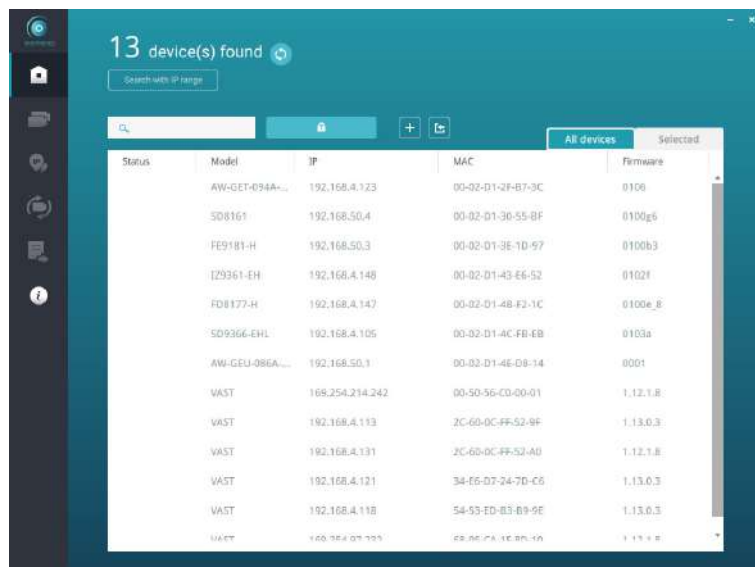 13 device(s) found
Search with IP range
All devices Selected
Status Model IP MAC Firmware
AW-GET-094A-... 192.168.4.123 00-02-D1-2F-B7-3C 0106
SD8161 192.168.50.4 00-02-D1-30-55-BF 0100g6
FE9181-H 192.168.50.3 00-02-D1-3E-1D-97 0100b3
IZ9361-EH 192.168.4.148 00-02-D1-43-E6-52 0102f
FD8177-H 192.168.4.147 00-02-D1-48-F2-1C 0100e_8
SD9366-EHL 192.168.4.105 00-02-D1-4C-FB-EB 0103a
AW-GEU-086A-... 192.168.50.1 00-02-D1-4E-D8-14 0001
VAST 169.254.214.242 00-50-56-C0-00-01 1.12.1.8
VAST 192.168.4.113 2C-60-0C-FF-52-9F 1.13.0.3
VAST 192.168.4.131 2C-60-0C-FF-52-A0 1.12.1.8
VAST 192.168.4.121 34-E6-D7-24-7D-C6 1.13.0.3
VAST 192.168.4.118 54-53-ED-B3-B9-9E 1.13.0.3
VAST